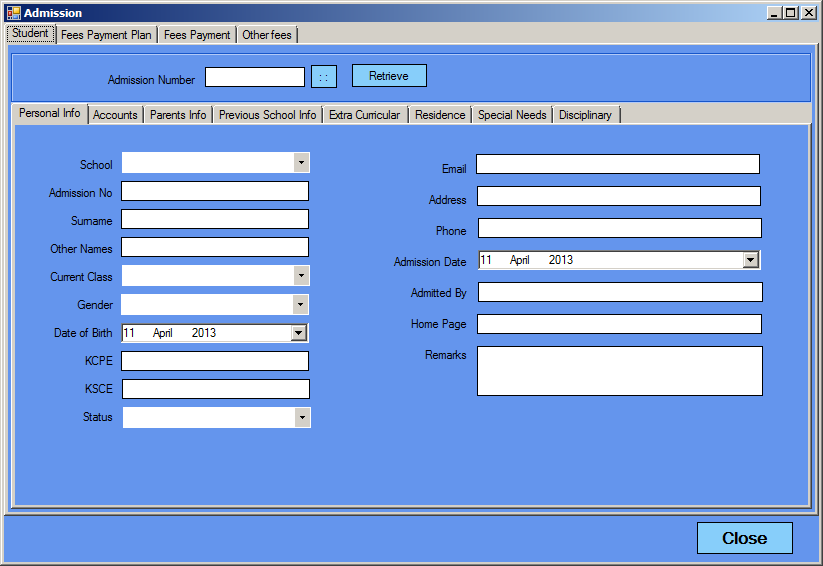 Admission
Student Fees Payment Plan Fees Payment Other fees
Admission Number : : Retrieve
Personal Info Accounts Parents Info Previous School Info Extra Curricular Residence Special Needs Disciplinary
School
Admission No
Surname
Other Names
Current Class
Gender
Date of Birth 11 April 2013
KCPE
KSCE
Status
Email
Address
Phone
Admission Date 11 April 2013
Admitted By
Home Page
Remarks
Close